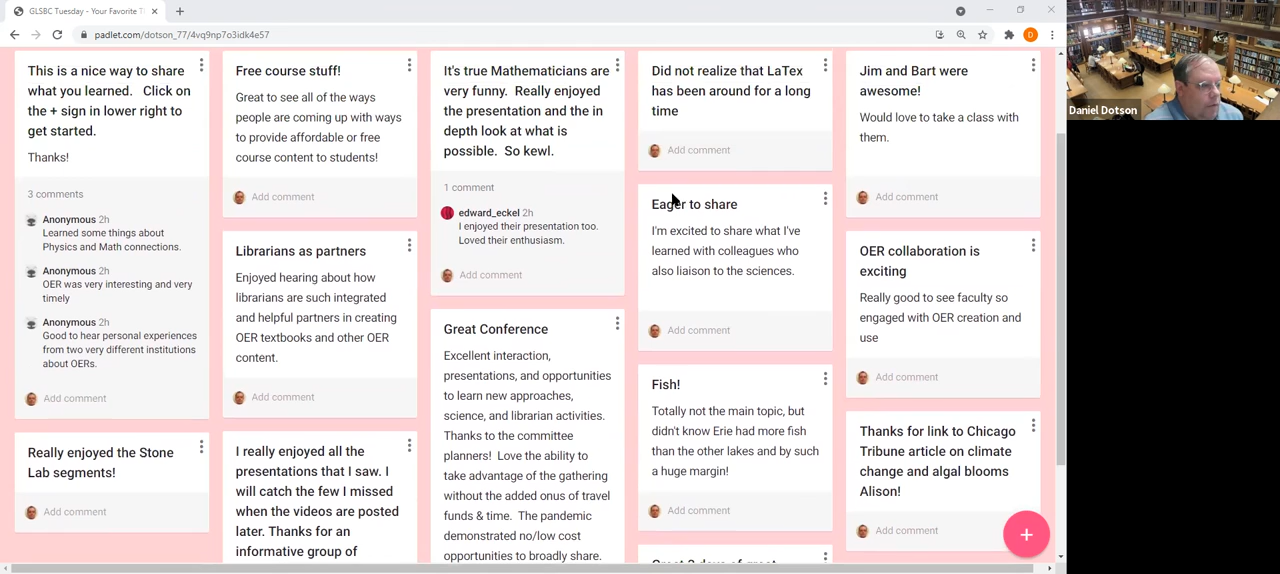 GLSBC Tuesday - Your Favorite T
padlet.com/dotson_77/4vq9np7o3idk4e57
D
Daniel Dotson
This is a nice way to share
what you learned. Click on
the + sign in lower right to
get started.
Thanks!
3 comments
Anonymous 2h
Learned some things about
Physics and Math connections.
Anonymous 2h
OER was very interesting and very
timely
Anonymous 2h
Good to hear personal experiences
from two very different institutions
about OERs.
Add comment
Really enjoyed the Stone
Lab segments!
Add comment
Free course stuff!
Great to see all of the ways
people are coming up with ways
to provide affordable or free
course content to students!
Add comment
Librarians as partners
Enjoyed hearing about how
librarians are such integrated
and helpful partners in creating
OER textbooks and other OER
content.
Add comment
I really enjoyed all the
presentations that I saw. I
will catch the few I missed
when the videos are posted
later. Thanks for an
informative group of
It's true Mathematicians are
very funny. Really enjoyed
the presentation and the in
depth look at what is
possible. So kewl.
1 comment
edward_eckel 2h
I enjoyed their presentation too.
Loved their enthusiasm.
Add comment
Great Conference
Excellent interaction,
presentations, and opportunities
to learn new approaches,
science, and librarian activities.
Thanks to the committee
planners! Love the ability to
take advantage of the gathering
without the added onus of travel
funds & time. The pandemic
demonstrated no/low cost
opportunities to broadly share.
Did not realize that LaTex
has been around for a long
time
Add comment
Eager to share
I'm excited to share what I've
learned with colleagues who
also liaison to the sciences.
Add comment
Fish!
Totally not the main topic, but
didn't know Erie had more fish
than the other lakes and by such
a huge margin!
Add comment
Great 2 days of great
Jim and Bart were
awesome!
Would love to take a class with
them.
Add comment
OER collaboration is
exciting
Really good to see faculty so
engaged with OER creation and
use
Add comment
Thanks for link to Chicago
Tribune article on climate
change and algal blooms
Alison!
Add comment